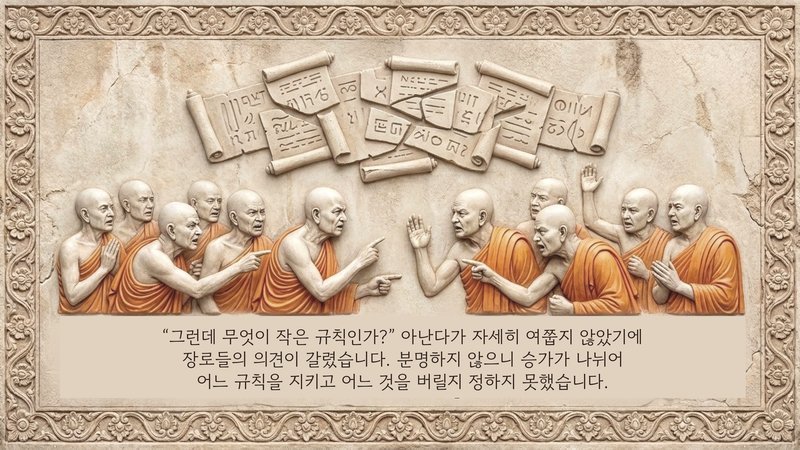 “그런데 무엇이 작은 규칙인가?” 아난다가 자세히 여쭙지 않았기에
장로들의 의견이 갈렸습니다. 분명하지 않으니 승가가 나뉘어
어느 규칙을 지키고 어느 것을 버릴지 정하지 못했습니다.